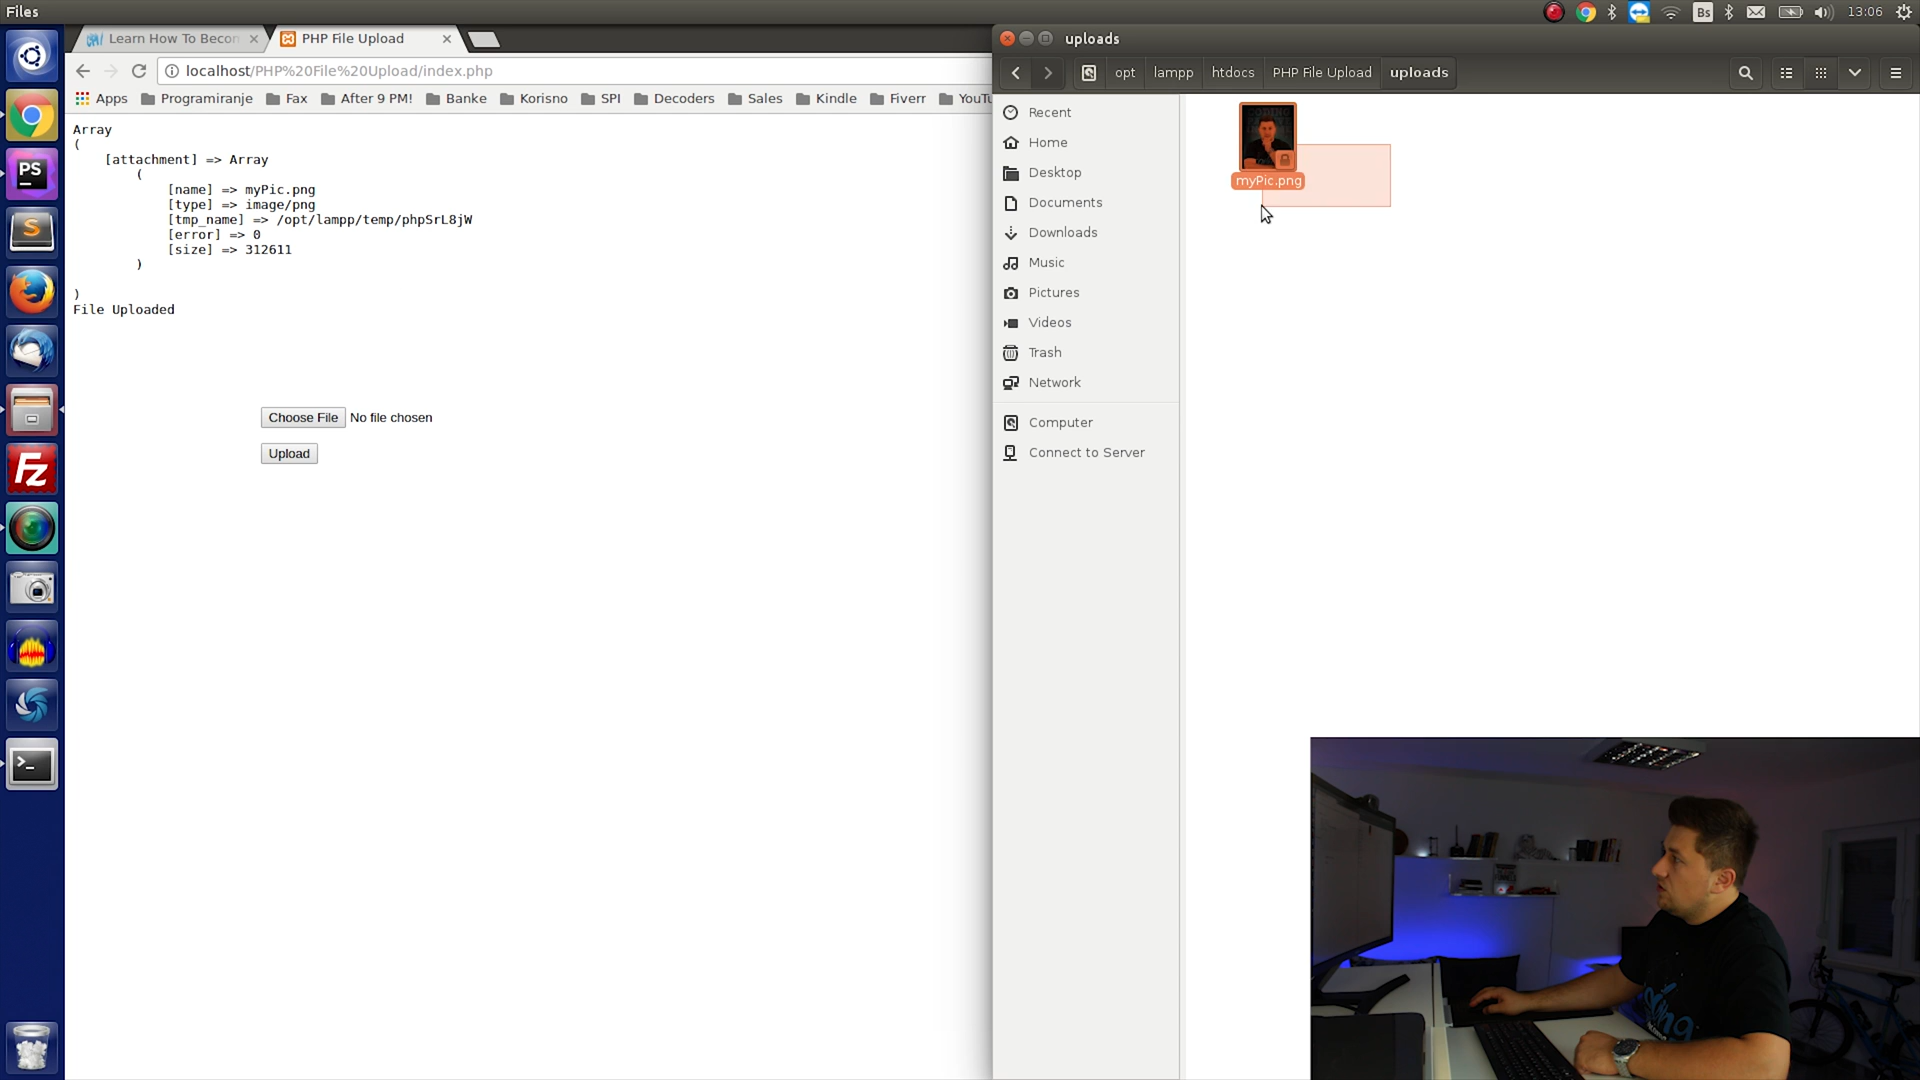 Files
Bs
13:06
Learn How To Becon
PHP File Upload
localhost/PHP%20File%20Upload/index.php
Apps
Programiranje
Fax
After 9 PM!
Banke
Korisno
SPI
Decoders
Sales
Kindle
Fiverr
YouTu
Array
(
[attachment] => Array
(
[name] => myPic.png
[type] => image/png
[tmp_name] => /opt/lampp/temp/phpSrL8jW
[error] => 0
[size] => 312611
)
)
File Uploaded
Choose File No file chosen
Upload
uploads
opt
lampp
htdocs
PHP File Upload
uploads
Recent
Home
Desktop
Documents
Downloads
Music
Pictures
Videos
Trash
Network
Computer
Connect to Server
myPic.png
PS
S
Fz
>_